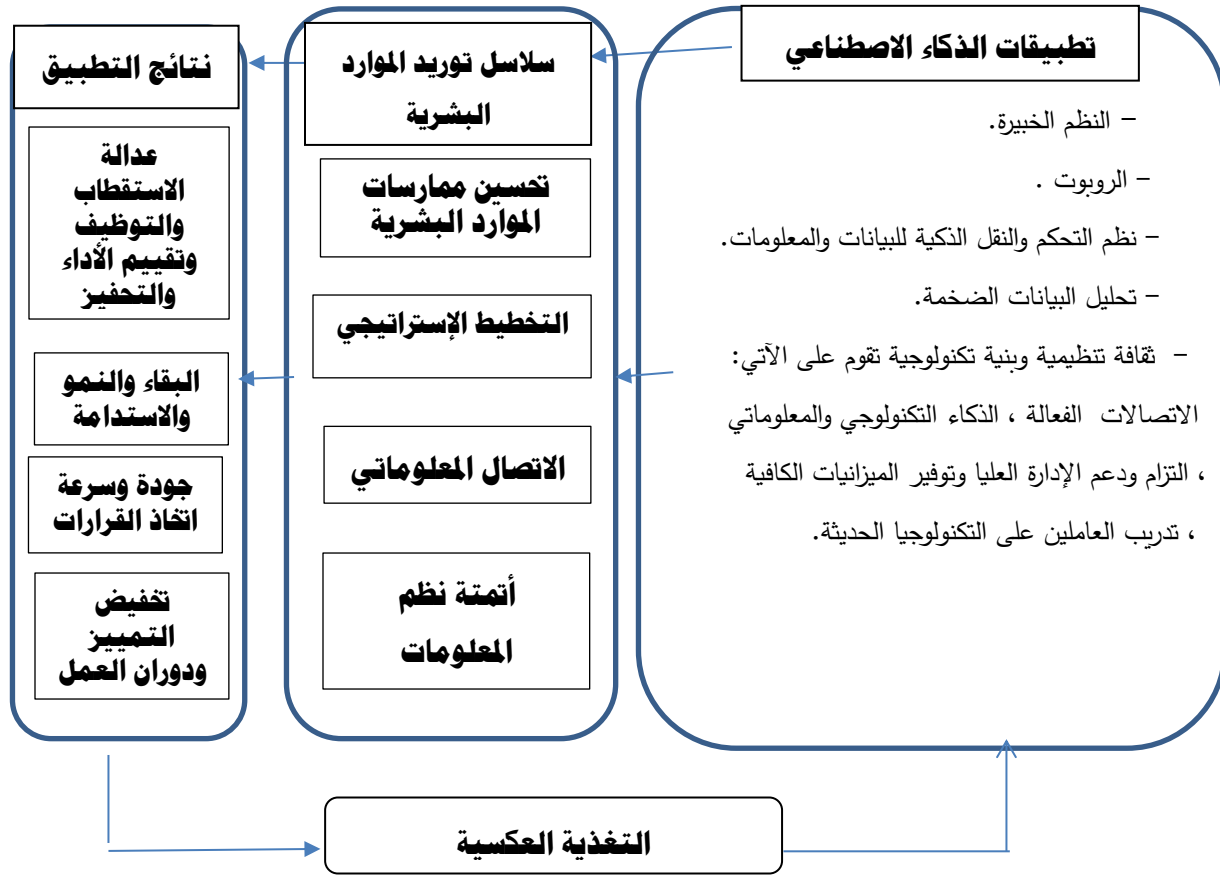 تطبيقات الذكاء الاصطناعي
– النظم الخبيرة.
– الروبوت .
– نظم التحكم والنقل الذكية للبيانات والمعلومات.
– تحليل البيانات الضخمة.
– ثقافة تنظيمية وبنية تكنولوجية تقوم على الآتي:
الاتصالات الفعالة ، الذكاء التكنولوجي والمعلوماتي
، التزام ودعم الإدارة العليا وتوفير الميزانيات الكافية
، تدريب العاملين على التكنولوجيا الحديثة.
سلاسل توريد الموارد
البشرية
تحسين ممارسات
الموارد البشرية
التخطيط الإستراتيجي
الاتصال المعلوماتي
أتمتة نظم
المعلومات
نتائج التطبيق
عدالة
الاستقطاب
والتوظيف
وتقييم الأداء
والتحفيز
البقاء والنمو
والاستدامة
جودة وسرعة
اتخاذ القرارات
تخفيض
التمييز
ودوران العمل
التغذية العكسية